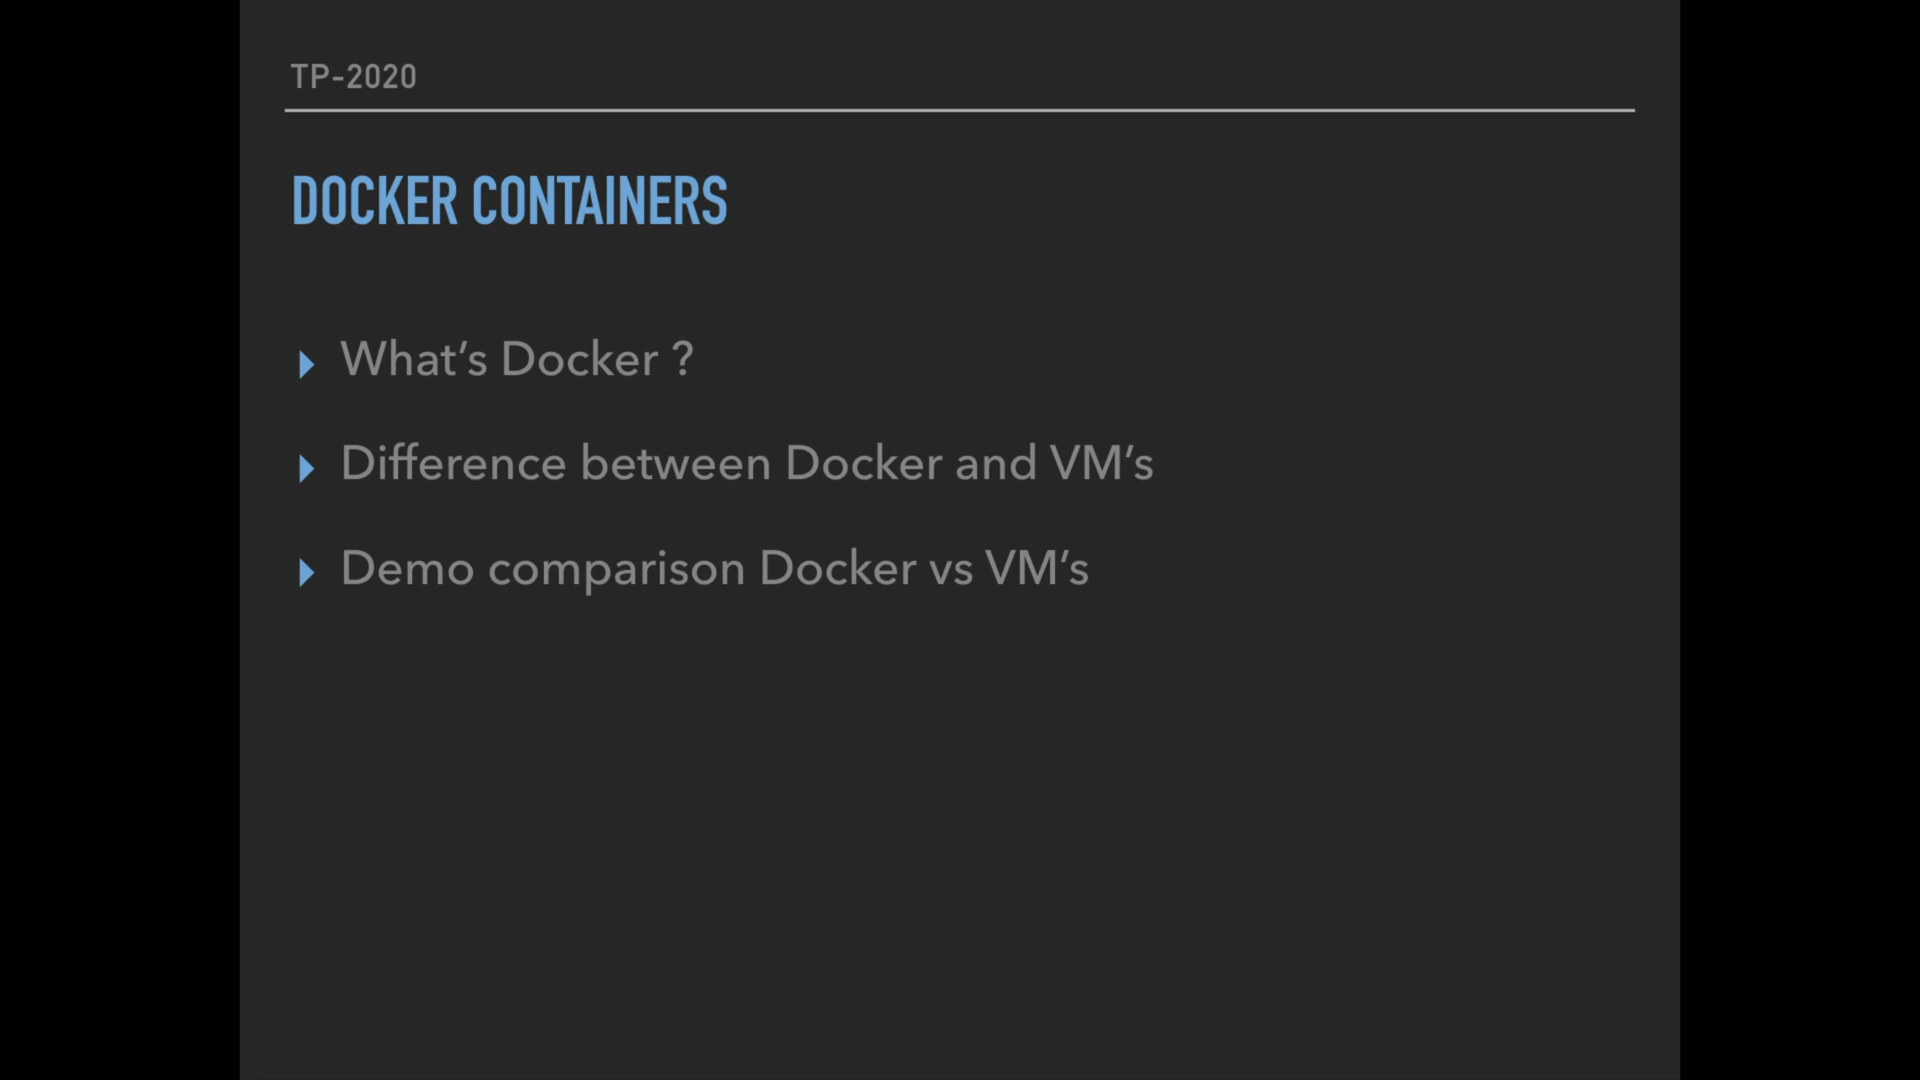 TP-2020
DOCKER CONTAINERS
What’s Docker ?
Difference between Docker and VM’s
Demo comparison Docker vs VM’s